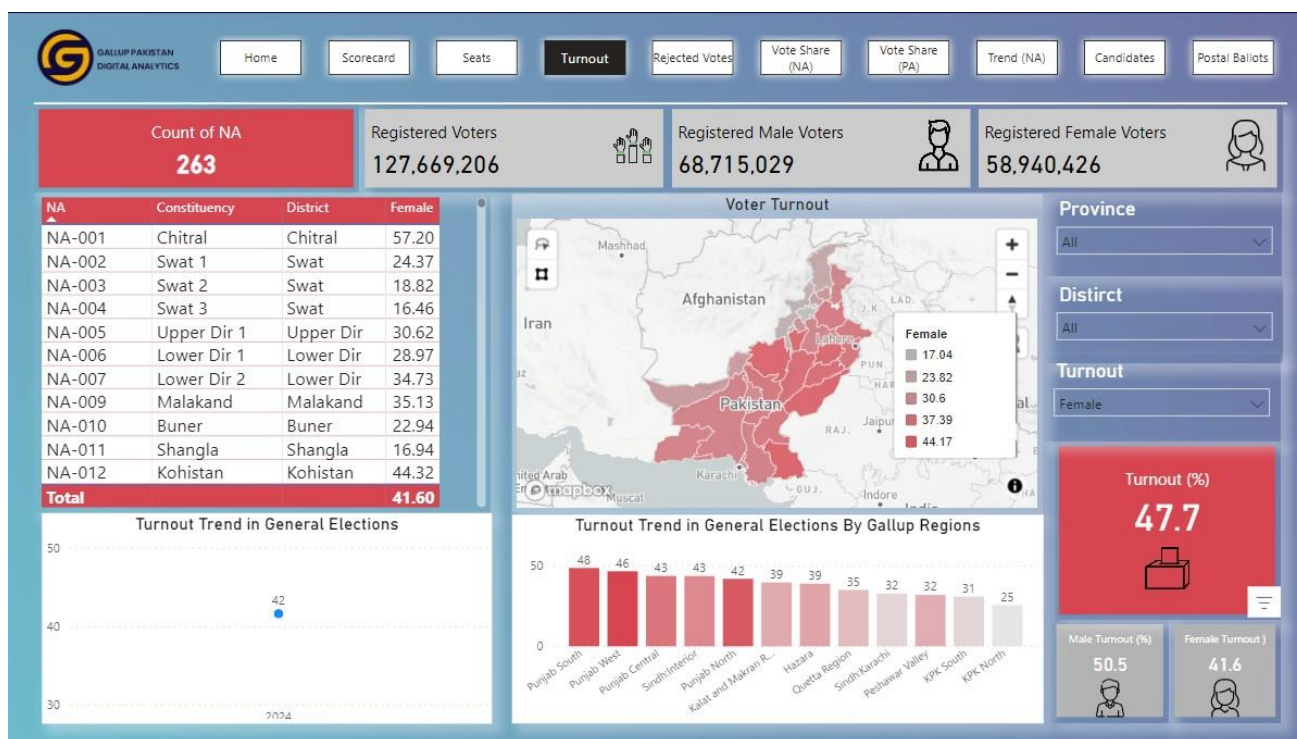 GALLUP PAKISTAN
DIGITAL ANALYTICS
Home
Scorecard
Seats
Turnout
Rejected Votes
Vote Share
(NA)
Vote Share
(PA)
Trend (NA)
Candidates
Postal Ballots
Count of NA
263
Registered Voters
127,669,206
Registered Male Voters
68,715,029
Registered Female Voters
58,940,426
NA Constituency District Female
NA-001 Chitral Chitral 57.20
NA-002 Swat 1 Swat 24.37
NA-003 Swat 2 Swat 18.82
NA-004 Swat 3 Swat 16.46
NA-005 Upper Dir 1 Upper Dir 30.62
NA-006 Lower Dir 1 Lower Dir 28.97
NA-007 Lower Dir 2 Lower Dir 34.73
NA-009 Malakand Malakand 35.13
NA-010 Buner Buner 22.94
NA-011 Shangla Shangla 16.94
NA-012 Kohistan Kohistan 44.32
Total 41.60
Voter Turnout
Mashhad
Afghanistan
J.K. LAD.
Iran
Lahore
PUN.
HAR
Pakistan
Jaipur
RAJ.
Karachi
GUJ.
Indore
India
Muscat
mapbox
Female
17.04
23.82
30.6
37.39
44.17
Province
All
Distirct
All
Turnout
Female
Turnout (%)
47.7
Male Turnout (%)
50.5
Female Turnout )
41.6
Turnout Trend in General Elections
50
42
40
30
2024
Turnout Trend in General Elections By Gallup Regions
50
48 46 43 43 42 39 39 35 32 32 31 25
0
Punjab South
Punjab West
Punjab Central
Sindh:Interior
Punjab North
Kalat and Makran R...
Hazara
Quetta Region
Sindh:Karachi
Peshawar Valley
KPK South
KPK North